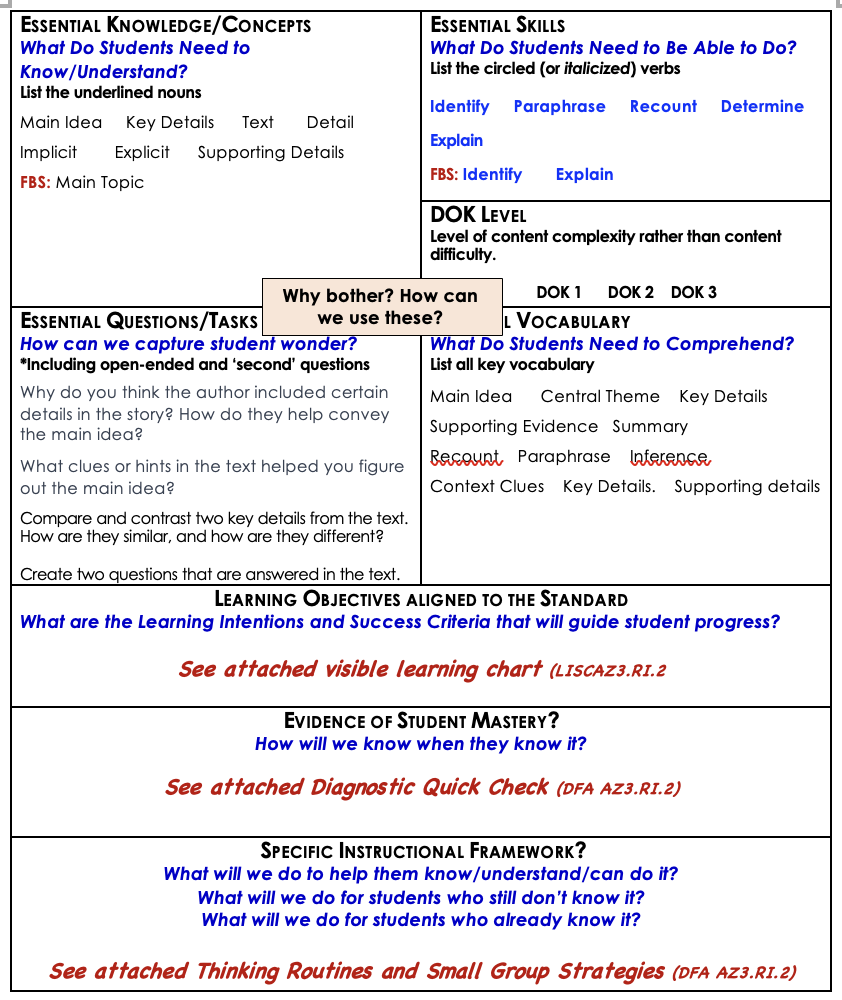 Essential Knowledge/Concepts
What Do Students Need to
Know/Understand?
List the underlined nouns
Main Idea Key Details Text Detail
Implicit Explicit Supporting Details
FBS: Main Topic
Essential Skills
What Do Students Need to Be Able to Do?
List the circled (or italicized) verbs
Identify Paraphrase Recount Determine
Explain
FBS: Identify Explain
DOK Level
Level of content complexity rather than content
difficulty.
DOK 1 DOK 2 DOK 3
Why bother? How can
we use these?
Essential Questions/Tasks
How can we capture student wonder?
*Including open-ended and ‘second’ questions
Why do you think the author included certain
details in the story? How do they help convey
the main idea?
What clues or hints in the text helped you figure
out the main idea?
Compare and contrast two key details from the text.
How are they similar, and how are they different?
Create two questions that are answered in the text.
l Vocabulary
What Do Students Need to Comprehend?
List all key vocabulary
Main Idea Central Theme Key Details
Supporting Evidence Summary
Recount Paraphrase Inference
Context Clues Key Details. Supporting details
Learning Objectives aligned to the Standard
What are the Learning Intentions and Success Criteria that will guide student progress?
See attached visible learning chart (LISCAZ3.RI.2
Evidence of Student Mastery?
How will we know when they know it?
See attached Diagnostic Quick Check (DFA AZ3.RI.2)
Specific Instructional Framework?
What will we do to help them know/understand/can do it?
What will we do for students who still don’t know it?
What will we do for students who already know it?
See attached Thinking Routines and Small Group Strategies (DFA AZ3.RI.2)